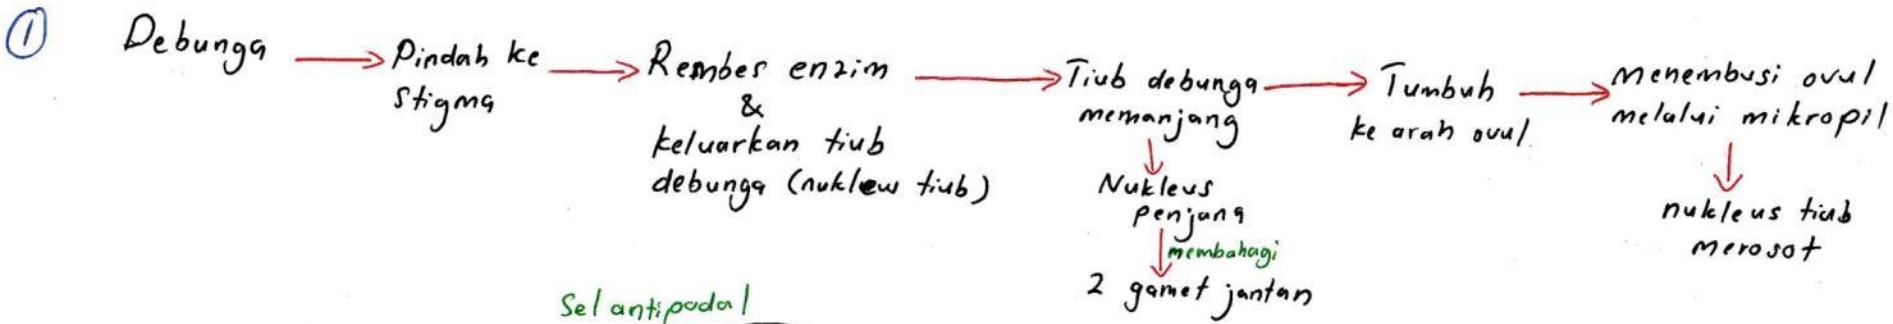 1
Debunga
Pindah ke
stigma
Rembes enzim
&
keluarkan tiub
debunga (nukleus tiub)
Tiub debunga
memanjang
Nukleus
penjana
membahagi
2 gamet jantan
Tumbuh
ke arah ovul
menembusi ovul
melalui mikropil
nukleus tiub
merosot
Sel antipodal